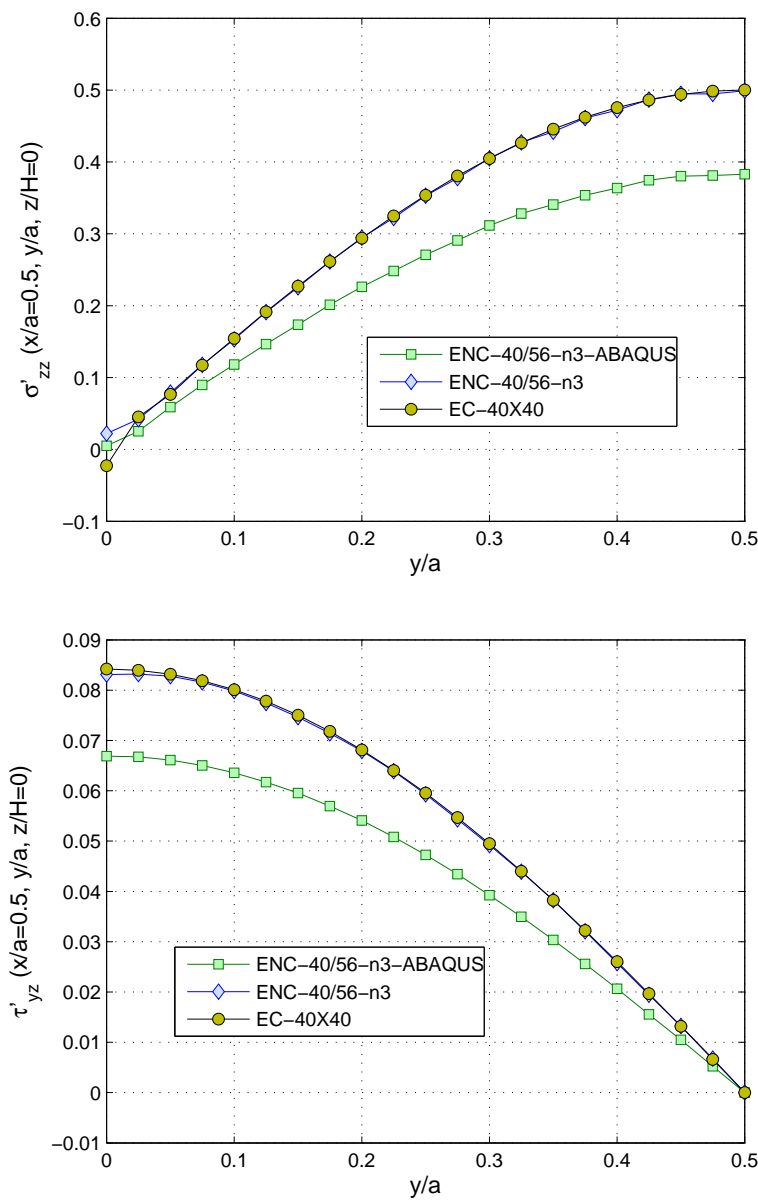 0.6
0.5
0.4
0.3
0.2
0.1
0
−0.1
σ'zz (x/a=0.5, y/a, z/H=0)
ENC−40/56−n3−ABAQUS
ENC−40/56−n3
EC−40X40
0 0.1 0.2 0.3 0.4 0.5
y/a
0.09
0.08
0.07
0.06
0.05
0.04
0.03
0.02
0.01
0
−0.01
τ'yz (x/a=0.5, y/a, z/H=0)
ENC−40/56−n3−ABAQUS
ENC−40/56−n3
EC−40X40
0 0.1 0.2 0.3 0.4 0.5
y/a